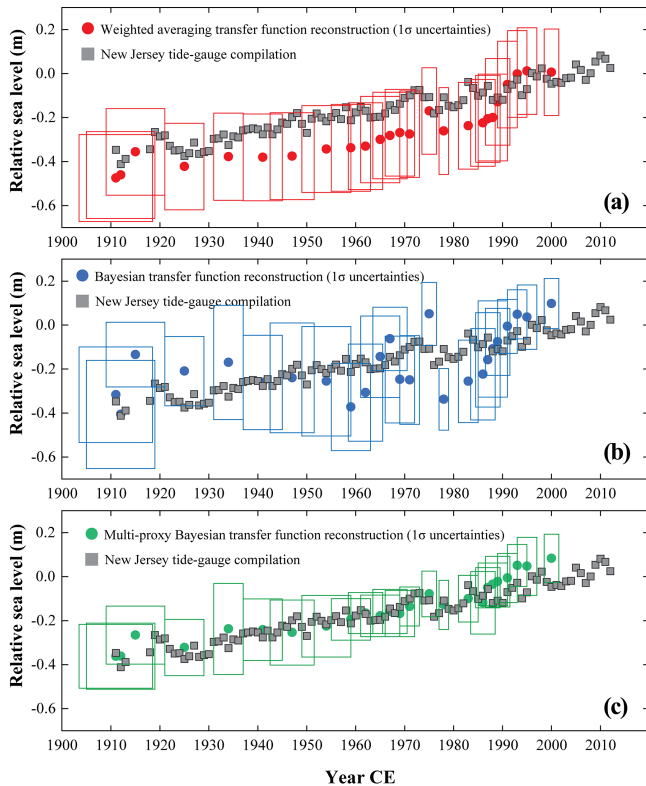 0.2
Weighted averaging transfer function reconstruction (1σ uncertainties)
New Jersey tide-gauge compilation
0.0
-0.2
-0.4
-0.6
Relative sea level (m)
(a)
1900 1910 1920 1930 1940 1950 1960 1970 1980 1990 2000 2010
0.2
Bayesian transfer function reconstruction (1σ uncertainties)
New Jersey tide-gauge compilation
0.0
-0.2
-0.4
-0.6
Relative sea level (m)
(b)
1900 1910 1920 1930 1940 1950 1960 1970 1980 1990 2000 2010
0.2
Multi-proxy Bayesian transfer function reconstruction (1σ uncertainties)
New Jersey tide-gauge compilation
0.0
-0.2
-0.4
-0.6
Relative sea level (m)
(c)
1900 1910 1920 1930 1940 1950 1960 1970 1980 1990 2000 2010
Year CE